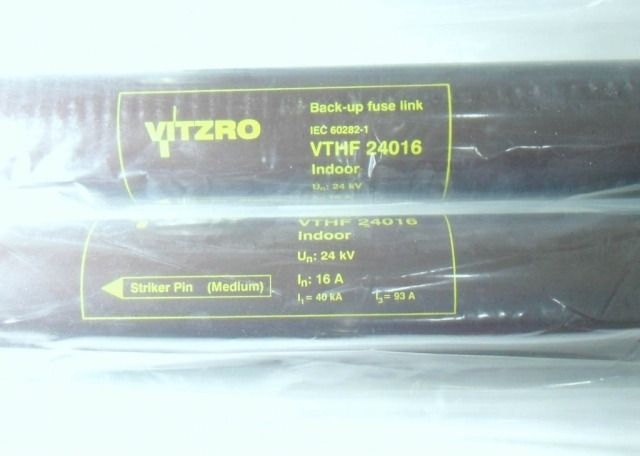 VITZRO
Back-up fuse link
IEC 60282-1
VTHF 24016
Indoor
Un: 24 kV
VTHF 24016
Indoor
Un: 24 kV
In: 16 A
I1 = 40 kA I3 = 93 A
Striker Pin (Medium)